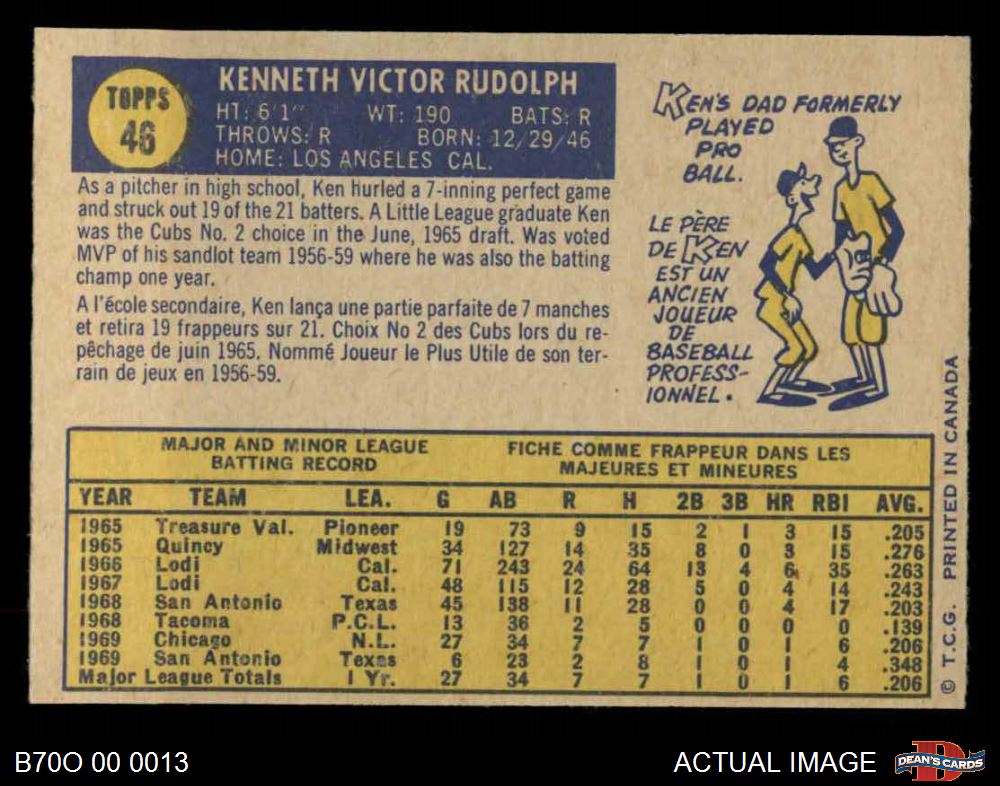 TOPPS
46
KENNETH VICTOR RUDOLPH
HT: 6'1" WT: 190 BATS: R
THROWS: R BORN: 12/29/46
HOME: LOS ANGELES CAL.
As a pitcher in high school, Ken hurled a 7-inning perfect game
and struck out 19 of the 21 batters. A Little League graduate Ken
was the Cubs No. 2 choice in the June, 1965 draft. Was voted
MVP of his sandlot team 1956-59 where he was also the batting
champ one year.
A l'école secondaire, Ken lança une partie parfaite de 7 manches
et retira 19 frappeurs sur 21. Choix No 2 des Cubs lors du re-
pêchage de juin 1965. Nommé Joueur le Plus Utile de son ter-
rain de jeux en 1956-59.
KEN'S DAD FORMERLY
PLAYED
PRO
BALL.
LE PÈRE
DE KEN
EST UN
ANCIEN
JOUEUR
DE
BASEBALL
PROFESS-
IONNEL.
MAJOR AND MINOR LEAGUE
BATTING RECORD
FICHE COMME FRAPPEUR DANS LES
MAJEURES ET MINEURES
YEAR TEAM LEA. G AB R H 2B 3B HR RBI AVG.
1965 Treasure Val. Pioneer 19 73 9 15 2 1 3 15 .205
1965 Quincy Midwest 34 127 14 35 8 0 3 15 .276
1966 Lodi Cal. 71 243 24 64 13 4 6 35 .263
1967 Lodi Cal. 48 115 12 28 5 0 4 14 .243
1968 San Antonio Texas 45 138 11 28 0 0 4 17 .203
1968 Tacoma P.C.L. 13 36 2 5 0 0 0 0 .139
1969 Chicago N.L. 27 34 7 7 1 0 1 6 .206
1969 San Antonio Texas 6 23 2 8 1 0 1 4 .348
Major League Totals 1 Yr. 27 34 7 7 1 0 1 6 .206
© T.C.G. PRINTED IN CANADA
B70O 00 0013
ACTUAL IMAGE
DEAN'S CARDS